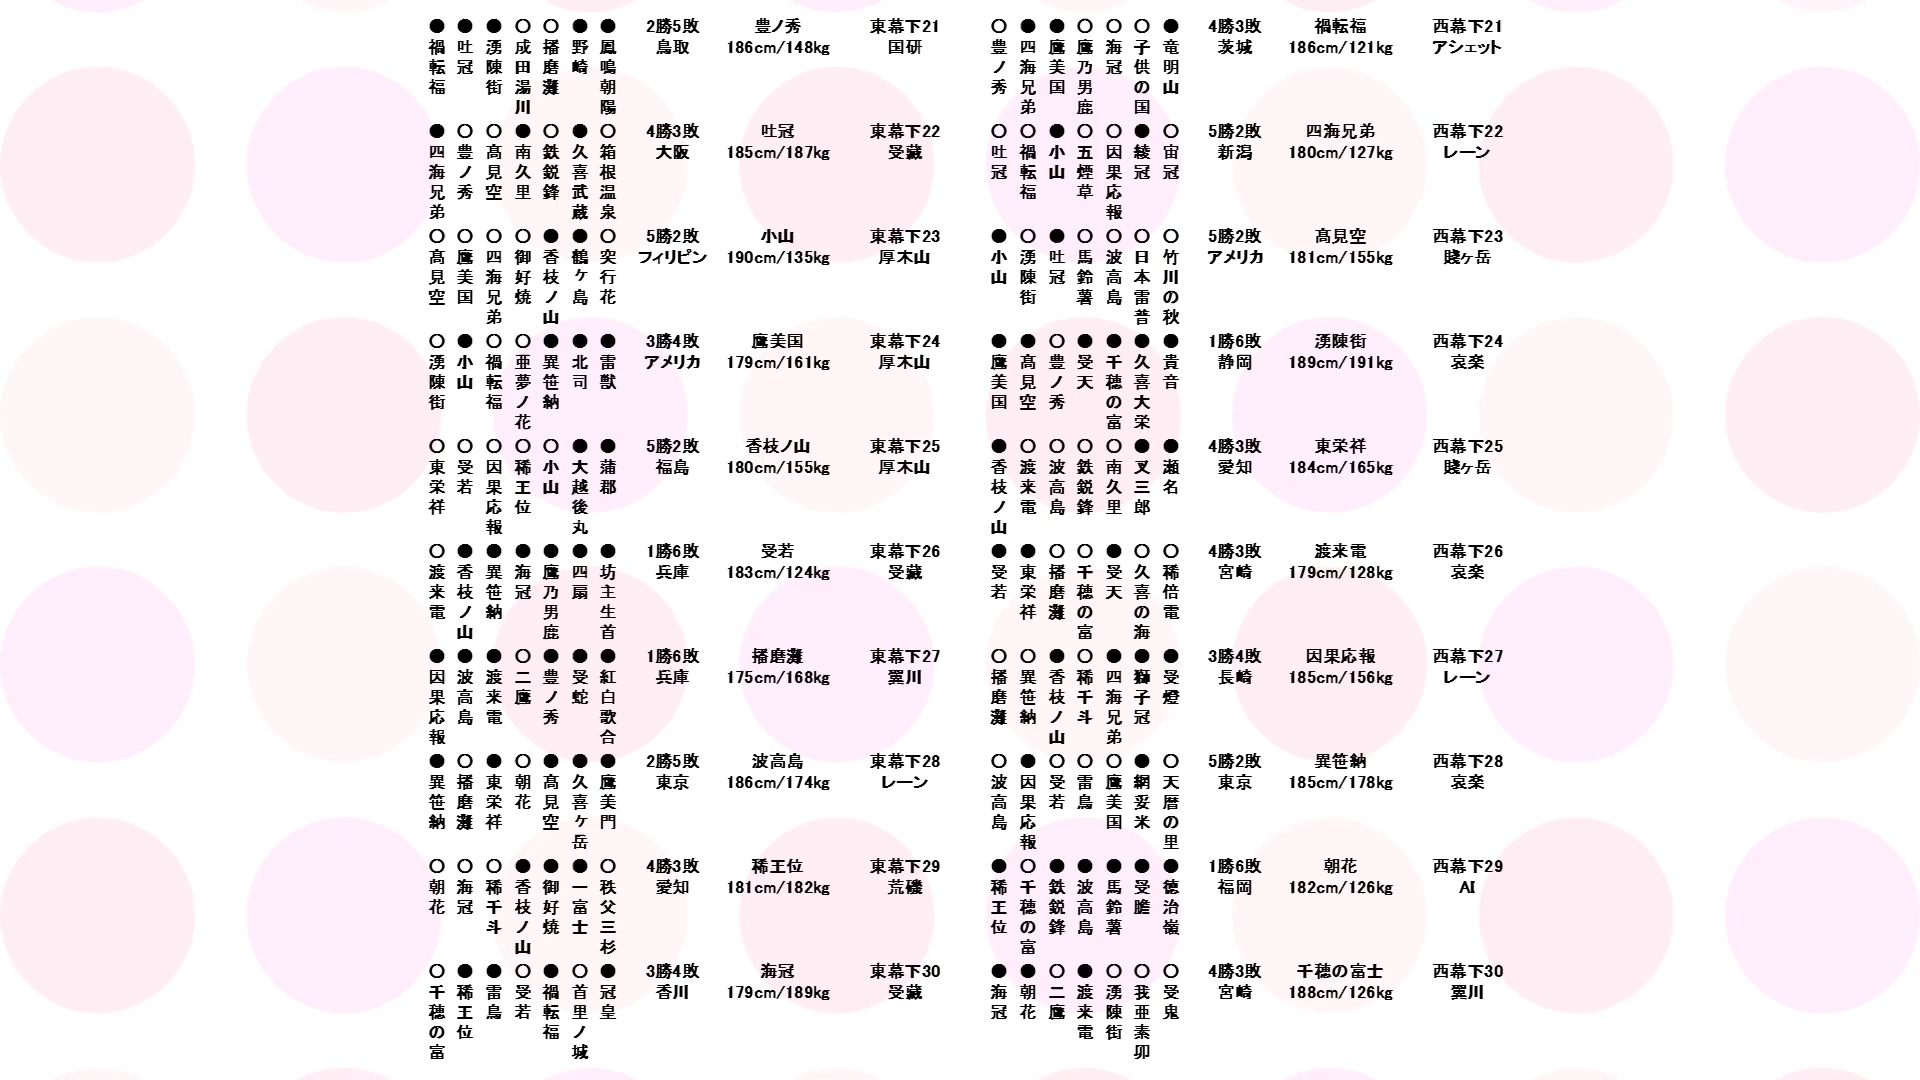 ●●●○○●● 2勝5敗 豊ノ秀 東幕下21
禍転福 吐冠 湧陳街 成田湯川 播磨灘 野崎 鳳鳴朝陽 鳥取 186cm/148kg 国研
○●●○○○● 4勝3敗 禍転福 西幕下21
豊ノ秀 四海兄弟 鷹美国 鷹乃男鹿 海冠 子供の国 竜明山 茨城 186cm/121kg アシェット
●○○●○●○ 4勝3敗 吐冠 東幕下22
四海兄弟 豊ノ秀 髙見空 南久里 鉄鋭鋒 久喜武蔵 箱根温泉 大阪 185cm/187kg 受藏
○○●○○●○ 5勝2敗 四海兄弟 西幕下22
吐冠 禍転福 小山 五煙草 因果応報 綾冠 宙冠 新潟 180cm/127kg レーン
○○○○●●○ 5勝2敗 小山 東幕下23
髙見空 鷹美国 四海兄弟 御好焼 香枝ノ山 鶴ヶ島 突行花 フィリピン 190cm/135kg 厚木山
●○●○○○○ 5勝2敗 髙見空 西幕下23
小山 湧陳街 吐冠 馬鈴薯 波高島 日本雷普 竹川の秋 アメリカ 181cm/155kg 賤ヶ岳
○●○○●●● 3勝4敗 鷹美国 東幕下24
湧陳街 小山 禍転福 亜夢ノ花 異笹納 北司 雷獣 アメリカ 179cm/161kg 厚木山
●●○●●●● 1勝6敗 湧陳街 西幕下24
鷹美国 髙見空 豊ノ秀 受天 千穂の富 久喜大栄 貴音 静岡 189cm/191kg 哀楽
○○○○○●● 5勝2敗 香枝ノ山 東幕下25
東栄祥 受若 因果応報 稀王位 小山 大越後丸 蒲郡 福島 180cm/155kg 厚木山
●○○○○●● 4勝3敗 東栄祥 西幕下25
香枝ノ山 渡来電 波高島 鉄鋭鋒 南久里 叉三郎 瀬名 愛知 184cm/165kg 賤ヶ岳
○●●●●●● 1勝6敗 受若 東幕下26
渡来電 香枝ノ山 異笹納 海冠 鷹乃男鹿 四扇 坊主生首 兵庫 183cm/124kg 受藏
●●○○●○○ 4勝3敗 渡来電 西幕下26
受若 東栄祥 播磨灘 千穂の富 受天 久喜の海 稀倍電 宮崎 179cm/128kg 哀楽
●●●○●●● 1勝6敗 播磨灘 東幕下27
因果応報 波高島 渡来電 二鷹 豊ノ秀 受蛇 紅白歌合 兵庫 175cm/168kg 翼川
○○●○●●● 3勝4敗 因果応報 西幕下27
播磨灘 異笹納 香枝ノ山 稀千斗 四海兄弟 獅子冠 受燈 長崎 185cm/156kg レーン
●○●○●●● 2勝5敗 波高島 東幕下28
異笹納 播磨灘 東栄祥 朝花 髙見空 久喜ヶ岳 鷹美門 東京 186cm/174kg レーン
○●○○○●○ 5勝2敗 異笹納 西幕下28
波高島 因果応報 受若 雷鳥 鷹美国 網妥米 天暦の里 東京 185cm/178kg 哀楽
○○○●●●○ 4勝3敗 稀王位 東幕下29
朝花 海冠 稀千斗 香枝ノ山 御好焼 一富士 秩父三杉 愛知 181cm/182kg 荒磯
●○●●●●● 1勝6敗 朝花 西幕下29
稀王位 千穂の富 鉄鋭鋒 波高島 馬鈴薯 受膽 徳治嶺 福岡 182cm/126kg AI
○●●○●○● 3勝4敗 海冠 東幕下30
千穂の富 稀王位 雷鳥 受若 禍転福 首里ノ城 冠皇 香川 179cm/189kg 受藏
●●○●○○○ 4勝3敗 千穂の富士 西幕下30
海冠 朝花 二鷹 渡来電 湧陳街 我亜素卯 受鬼 宮崎 188cm/126kg 翼川